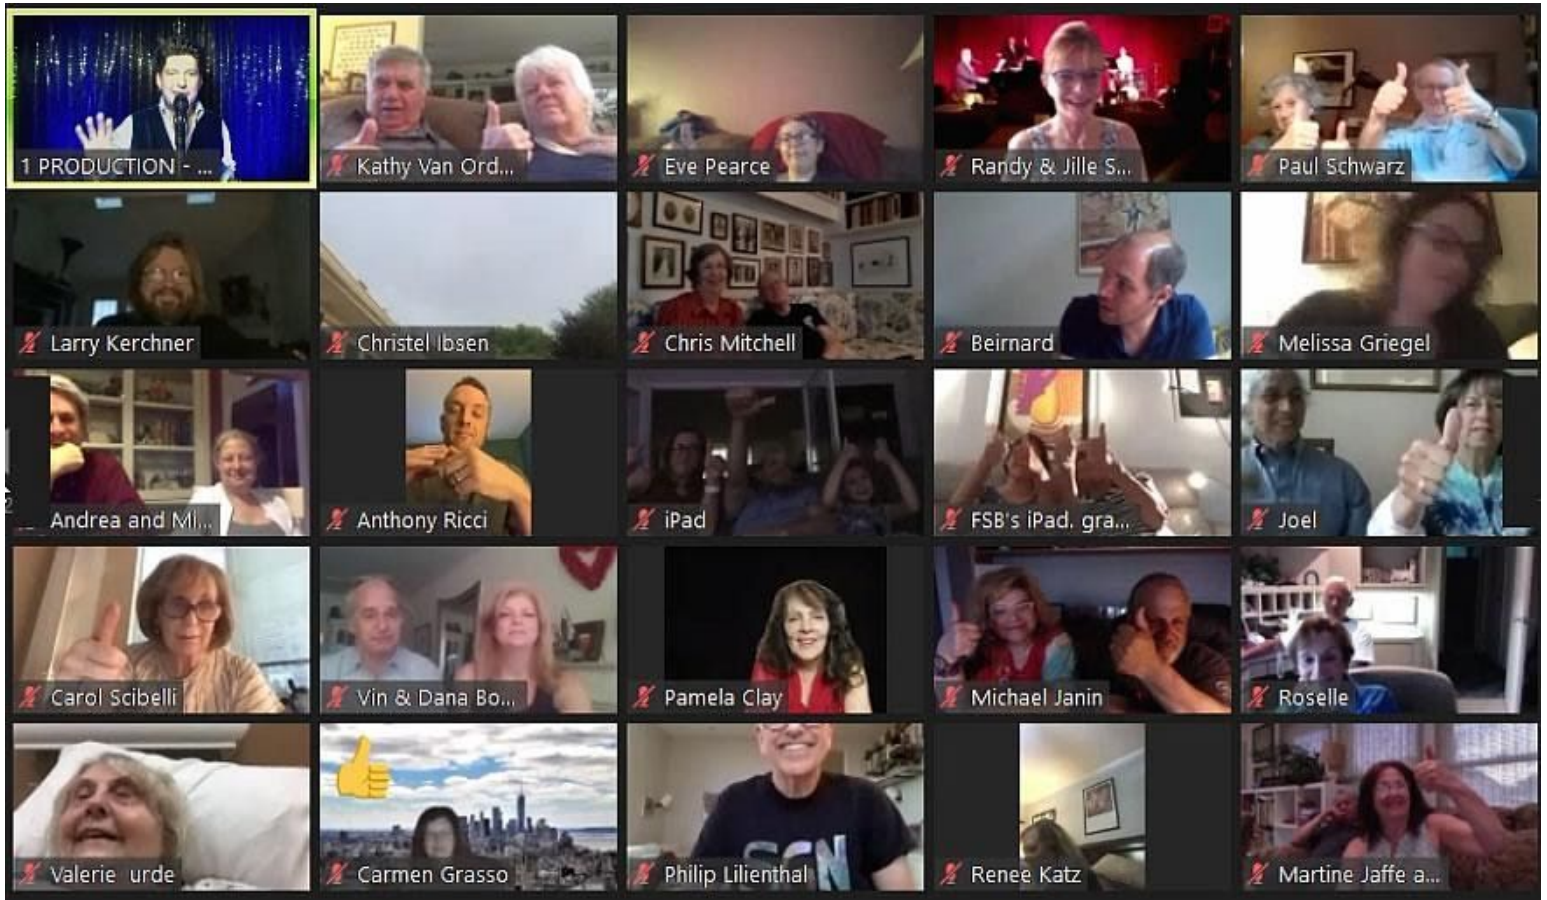 1 PRODUCTION - ...
Kathy Van Ord...
Eve Pearce
Randy & Jille S...
Paul Schwarz
Larry Kerchner
Christel Ibsen
Chris Mitchell
Beirnard
Melissa Griegel
Andrea and Mi...
Anthony Ricci
iPad
FSB's iPad. gra...
Joel
Carol Scibelli
Vin & Dana Bo...
Pamela Clay
Michael Janin
Roselle
Valerie urde
Carmen Grasso
Philip Lilienthal
SCN
Renee Katz
Martine Jaffe a...